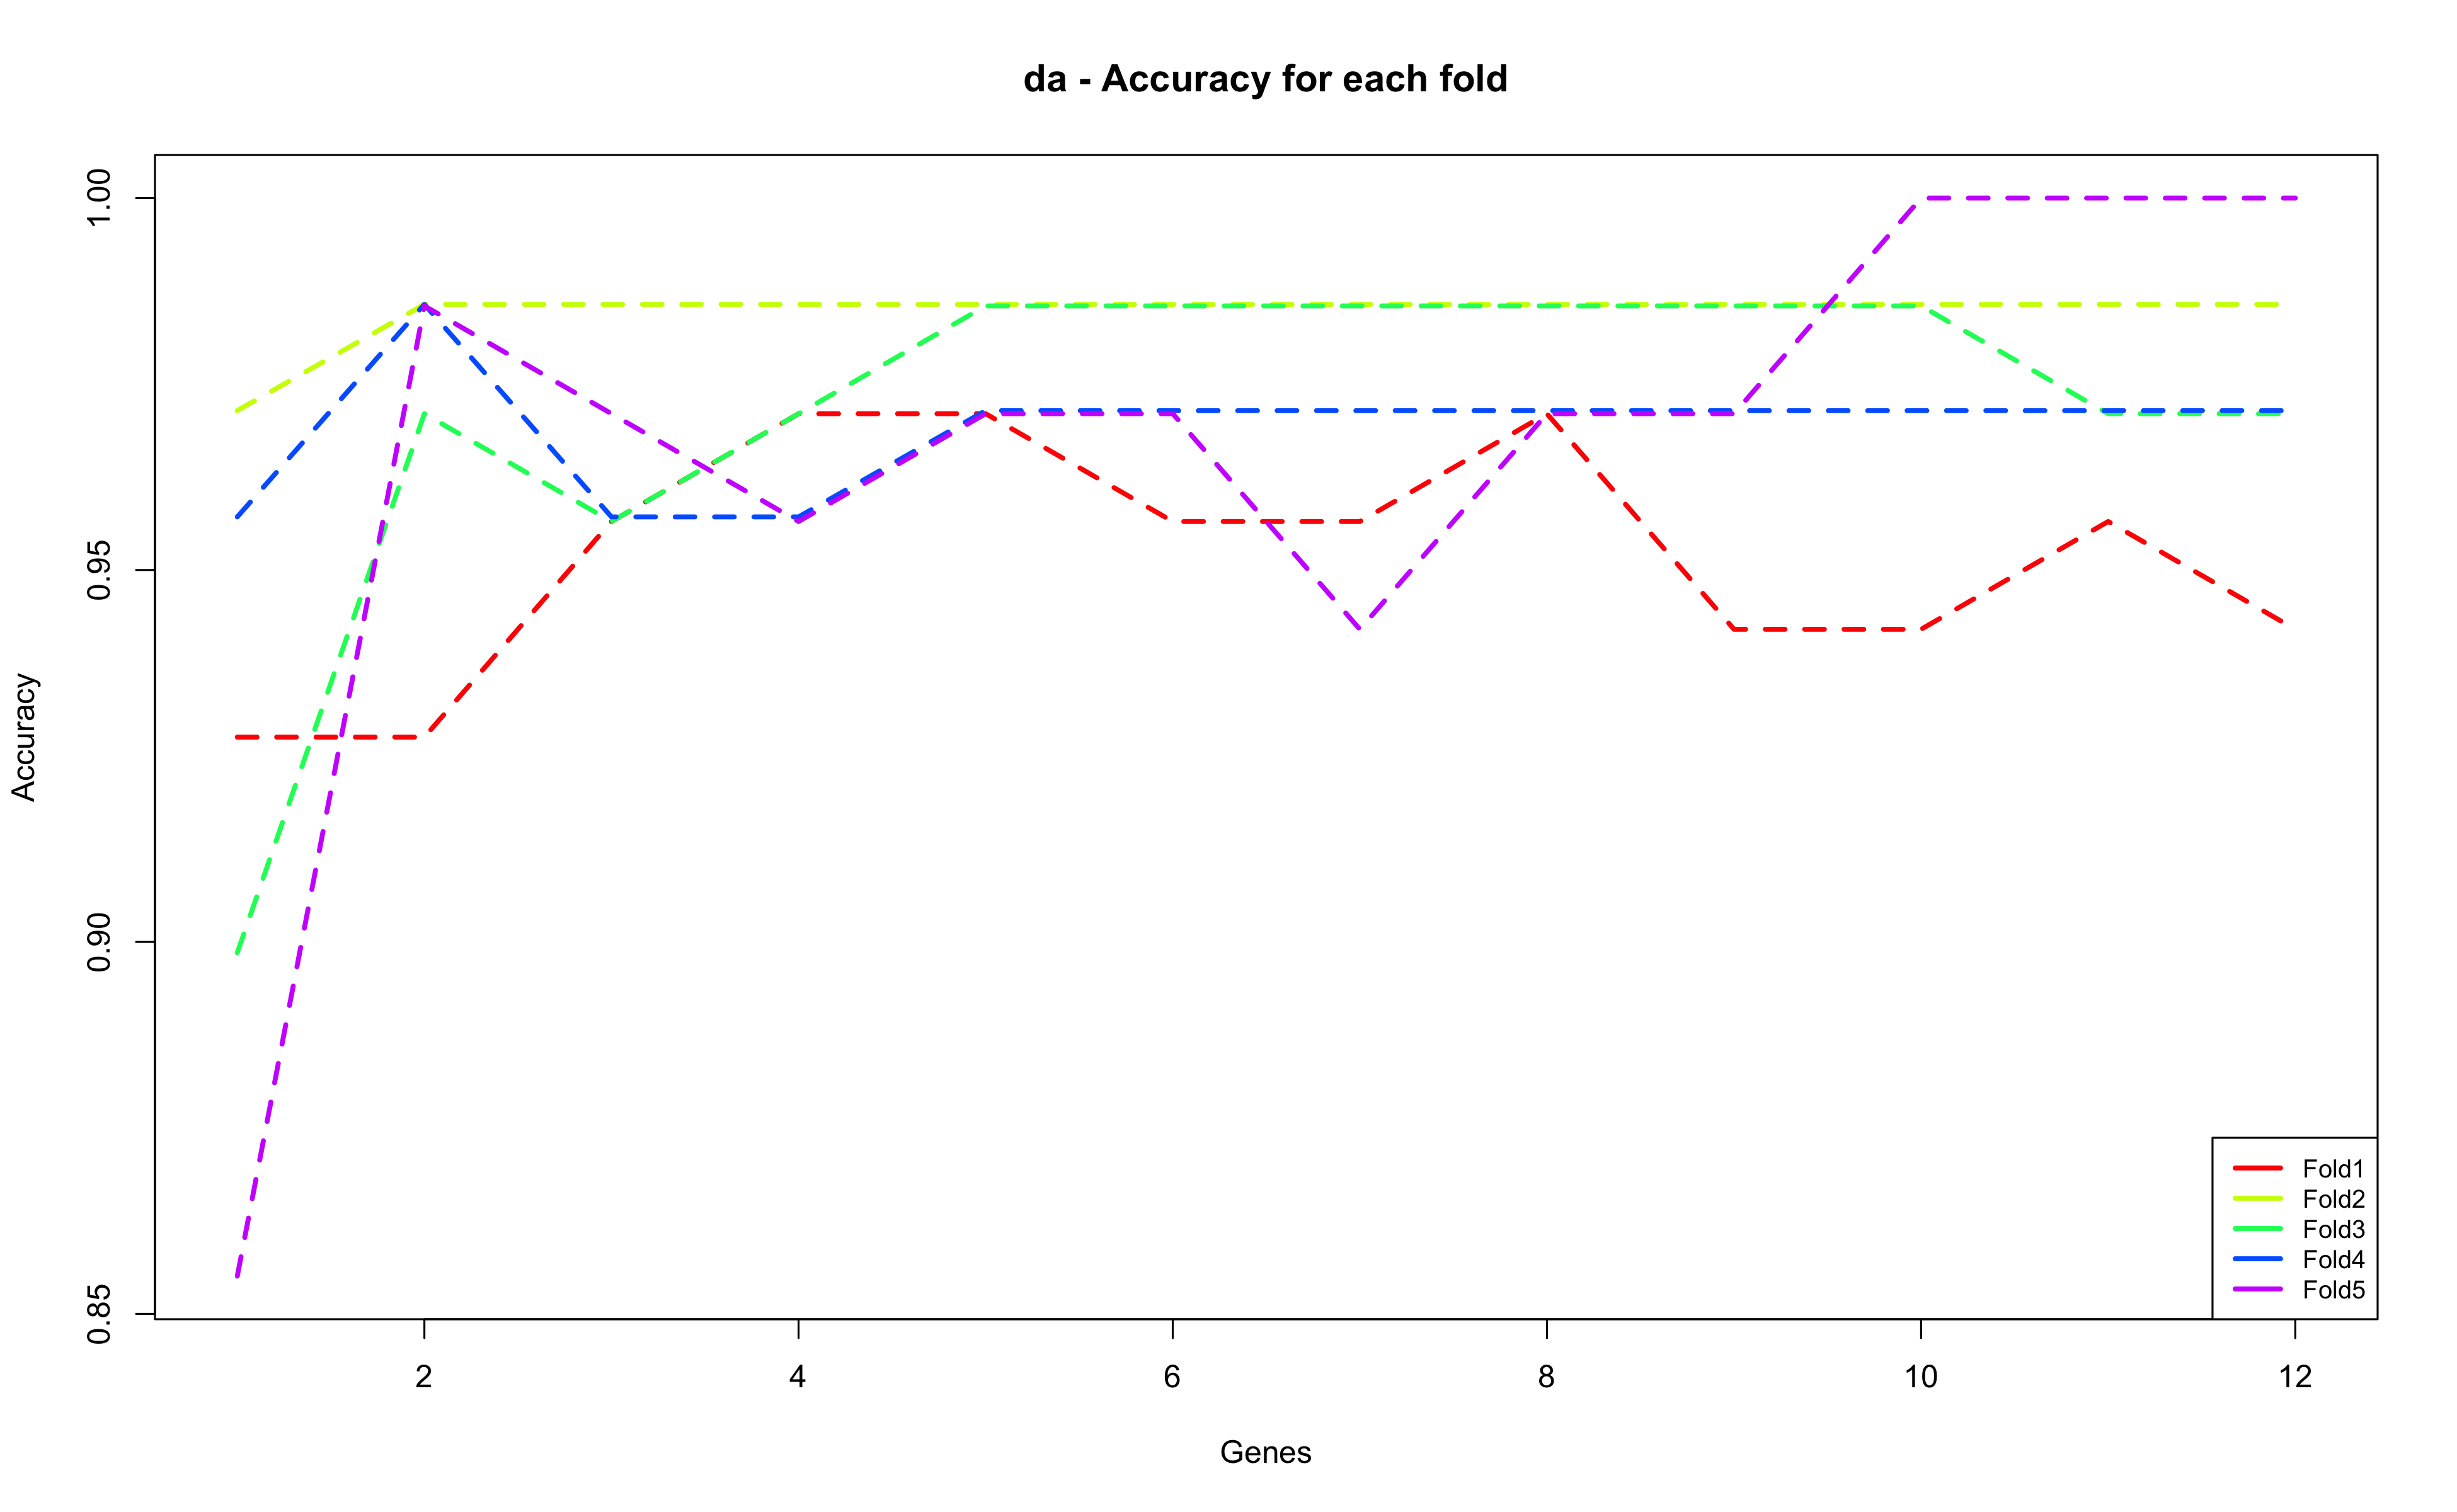 da - Accuracy for each fold
1.00
0.95
0.90
0.85
Accuracy
2 4 6 8 10 12
Genes
Fold1
Fold2
Fold3
Fold4
Fold5